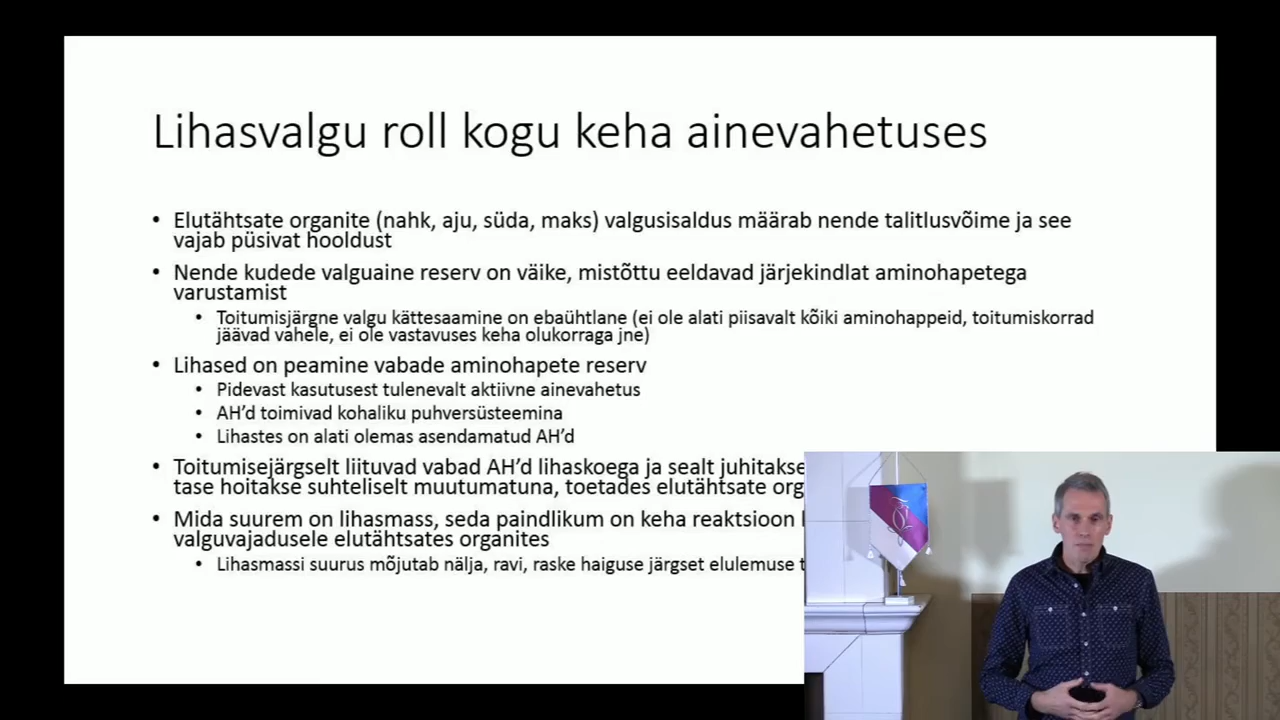 Lihasvalgu roll kogu keha ainevahetuses
• Elutähtsate organite (nahk, aju, süda, maks) valgusisaldus määrab nende talitlusvõime ja see
vajab püsivat hooldust
• Nende kudede valguaine reserv on väike, mistõttu eeldavad järjekindlat aminohapetega
varustamist
• Toitumisjärgne valgu kättesaamine on ebaühtlane (ei ole alati piisavalt kõiki aminohappeid, toitumiskorrad
jäävad vahele, ei ole vastavuses keha olukorraga jne)
• Lihased on peamine vabade aminohapete reserv
• Pidevast kasutusest tulenevalt aktiivne ainevahetus
• AH’d toimivad kohaliku puhversüsteemina
• Lihastes on alati olemas asendamatud AH’d
• Toitumisejärgselt liituvad vabad AH’d lihaskoega ja sealt juhitakse
tase hoitakse suhteliselt muutumatuna, toetades elutähtsate org
• Mida suurem on lihasmass, seda paindlikum on keha reaktsioon
valguvajadusele elutähtsates organites
• Lihasmassi suurus mõjutab nälja, ravi, raske haiguse järgset elulemuse